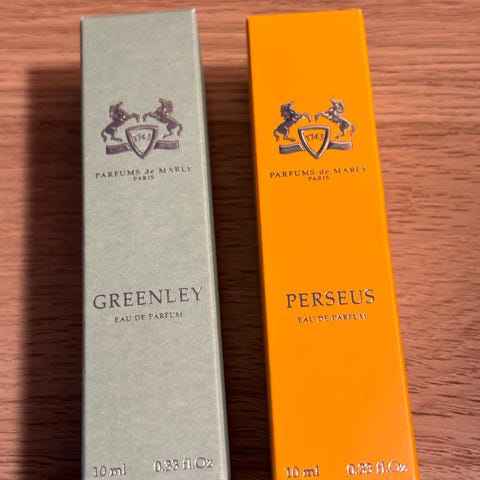 1743
PARFUMS de MARLY
PARIS
GREENLEY
EAU DE PARFUM
10 ml 0.33 fl.Oz
1743
PARFUMS de MARLY
PARIS
PERSEUS
EAU DE PARFUM
10 ml 0.33 fl.Oz